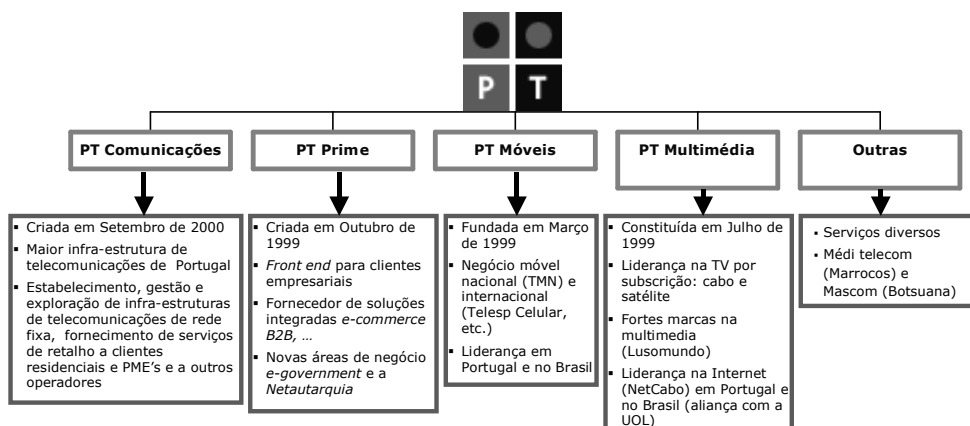 P T
PT Comunicações
PT Prime
PT Móveis
PT Multimédia
Outras
▪ Criada em Setembro de 2000
▪ Maior infra-estrutura de
telecomunicações de Portugal
▪ Estabelecimento, gestão e
exploração de infra-estruturas
de telecomunicações de rede
fixa, fornecimento de serviços
de retalho a clientes
residenciais e PME's e a outros
operadores
▪ Criada em Outubro de
1999
▪ Front end para clientes
empresariais
▪ Fornecedor de soluções
integradas e-commerce
B2B, ...
▪ Novas áreas de negócio
e-government e a
Netautarquia
▪ Fundada em Março
de 1999
▪ Negócio móvel
nacional (TMN) e
internacional
(Telesp Celular,
etc.)
▪ Liderança em
Portugal e no Brasil
▪ Constituída em Julho de
1999
▪ Liderança na TV por
subscrição: cabo e
satélite
▪ Fortes marcas na
multimedia
(Lusomundo)
▪ Liderança na Internet
(NetCabo) em Portugal e
no Brasil (aliança com a
UOL)
▪ Serviços diversos
▪ Médi telecom
(Marrocos) e
Mascom (Botsuana)